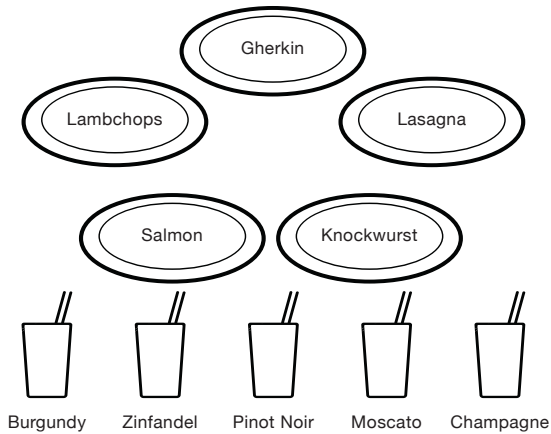 Gherkin
Lambchops
Lasagna
Salmon
Knockwurst
Burgundy
Zinfandel
Pinot Noir
Moscato
Champagne